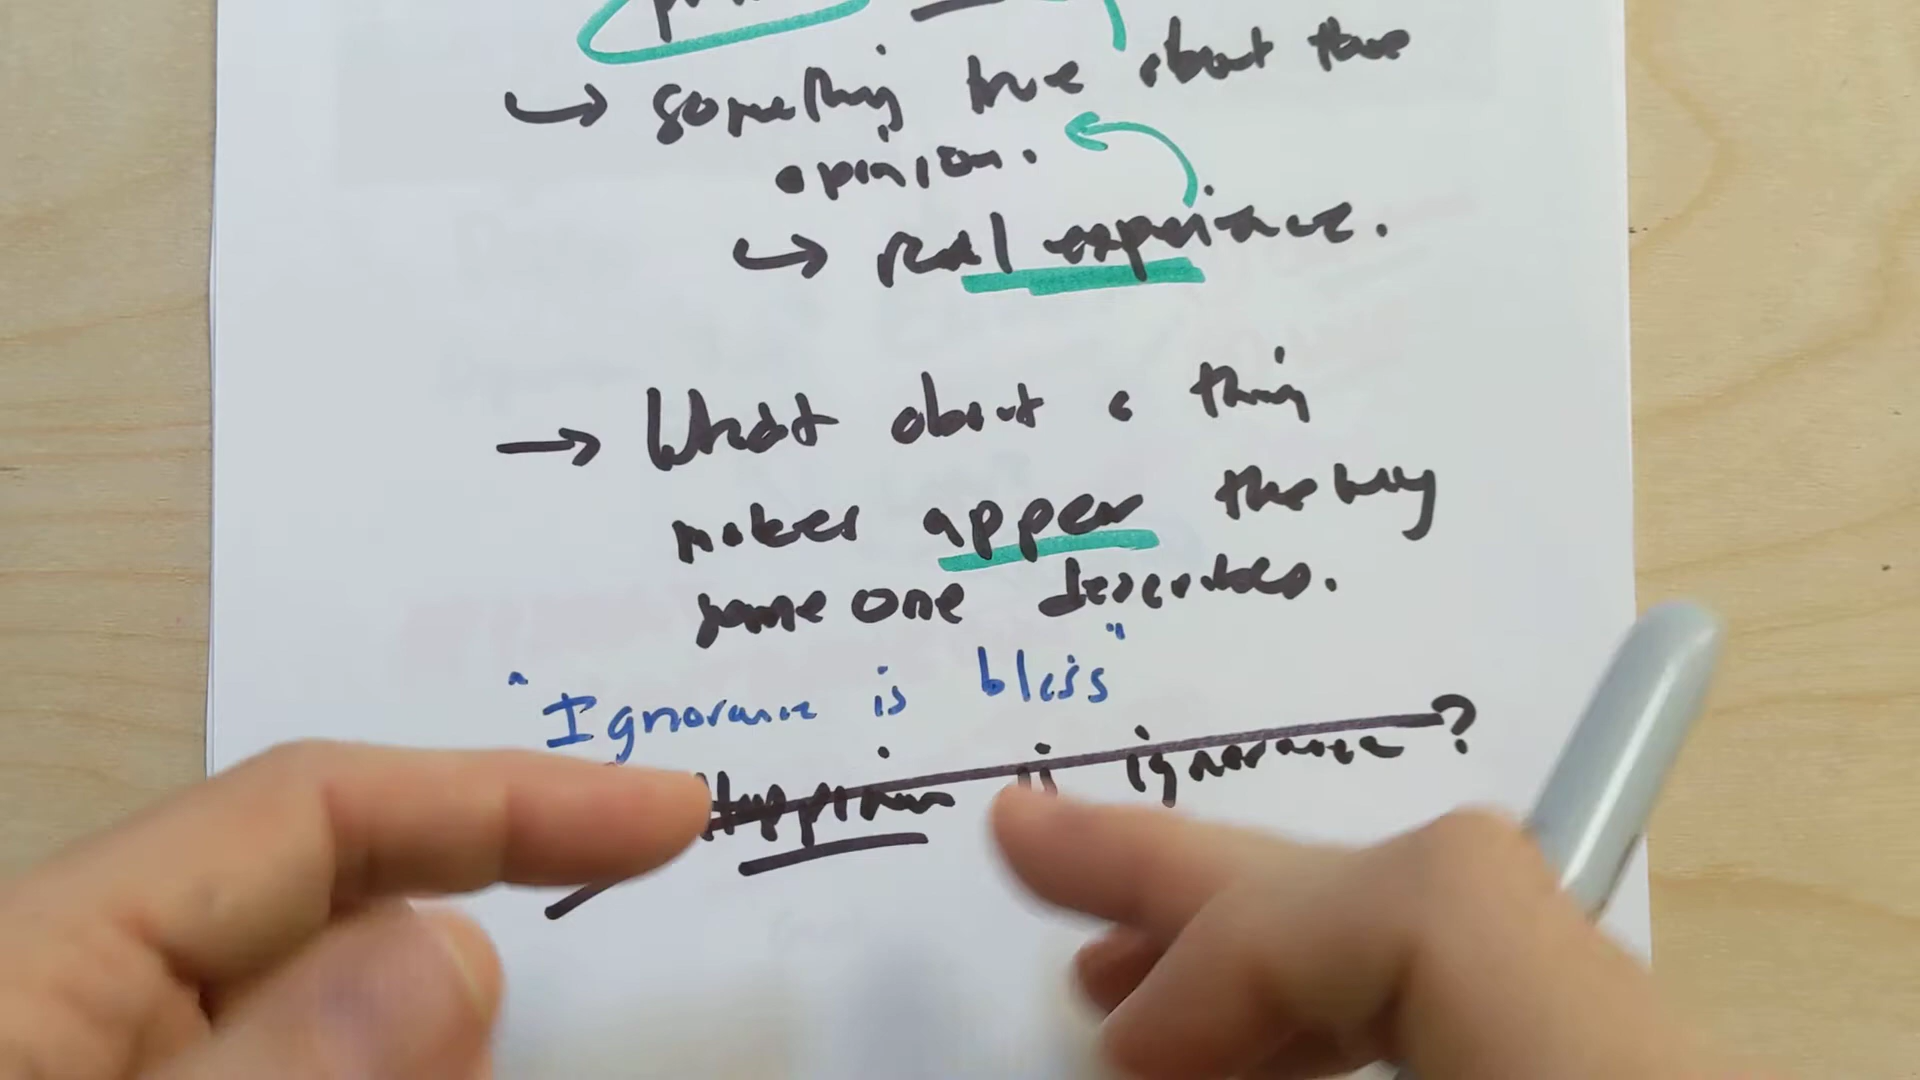 ↳ something true about the
opinion.
↳ real experience.
→ What about a thing
makes appear the way
someone describes.
"Ignorance is bliss"
Happiness is ignorance?